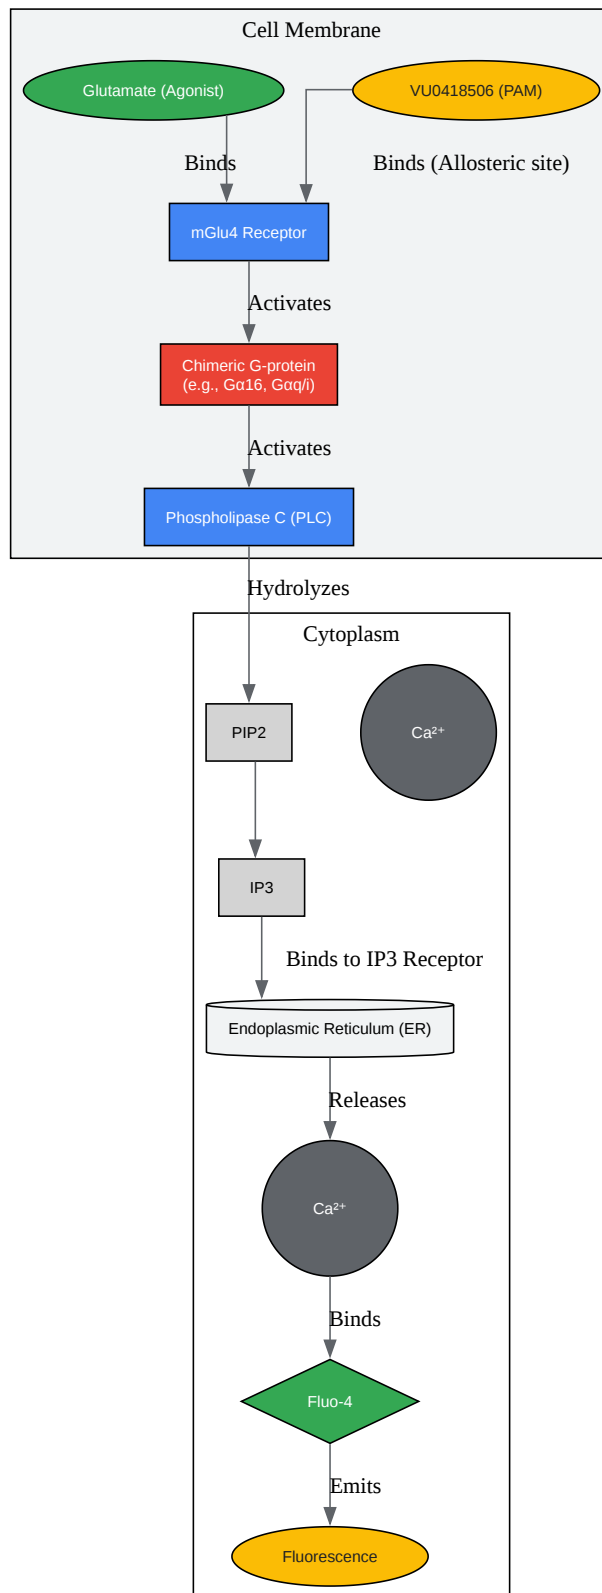 Cell Membrane
Glutamate (Agonist)
VU0418506 (PAM)
Binds
Binds (Allosteric site)
mGlu4 Receptor
Activates
Chimeric G-protein
(e.g., Gα16, Gαq/i)
Activates
Phospholipase C (PLC)
Hydrolyzes
Cytoplasm
PIP2
Ca²⁺
IP3
Binds to IP3 Receptor
Endoplasmic Reticulum (ER)
Releases
Ca²⁺
Binds
Fluo-4
Emits
Fluorescence